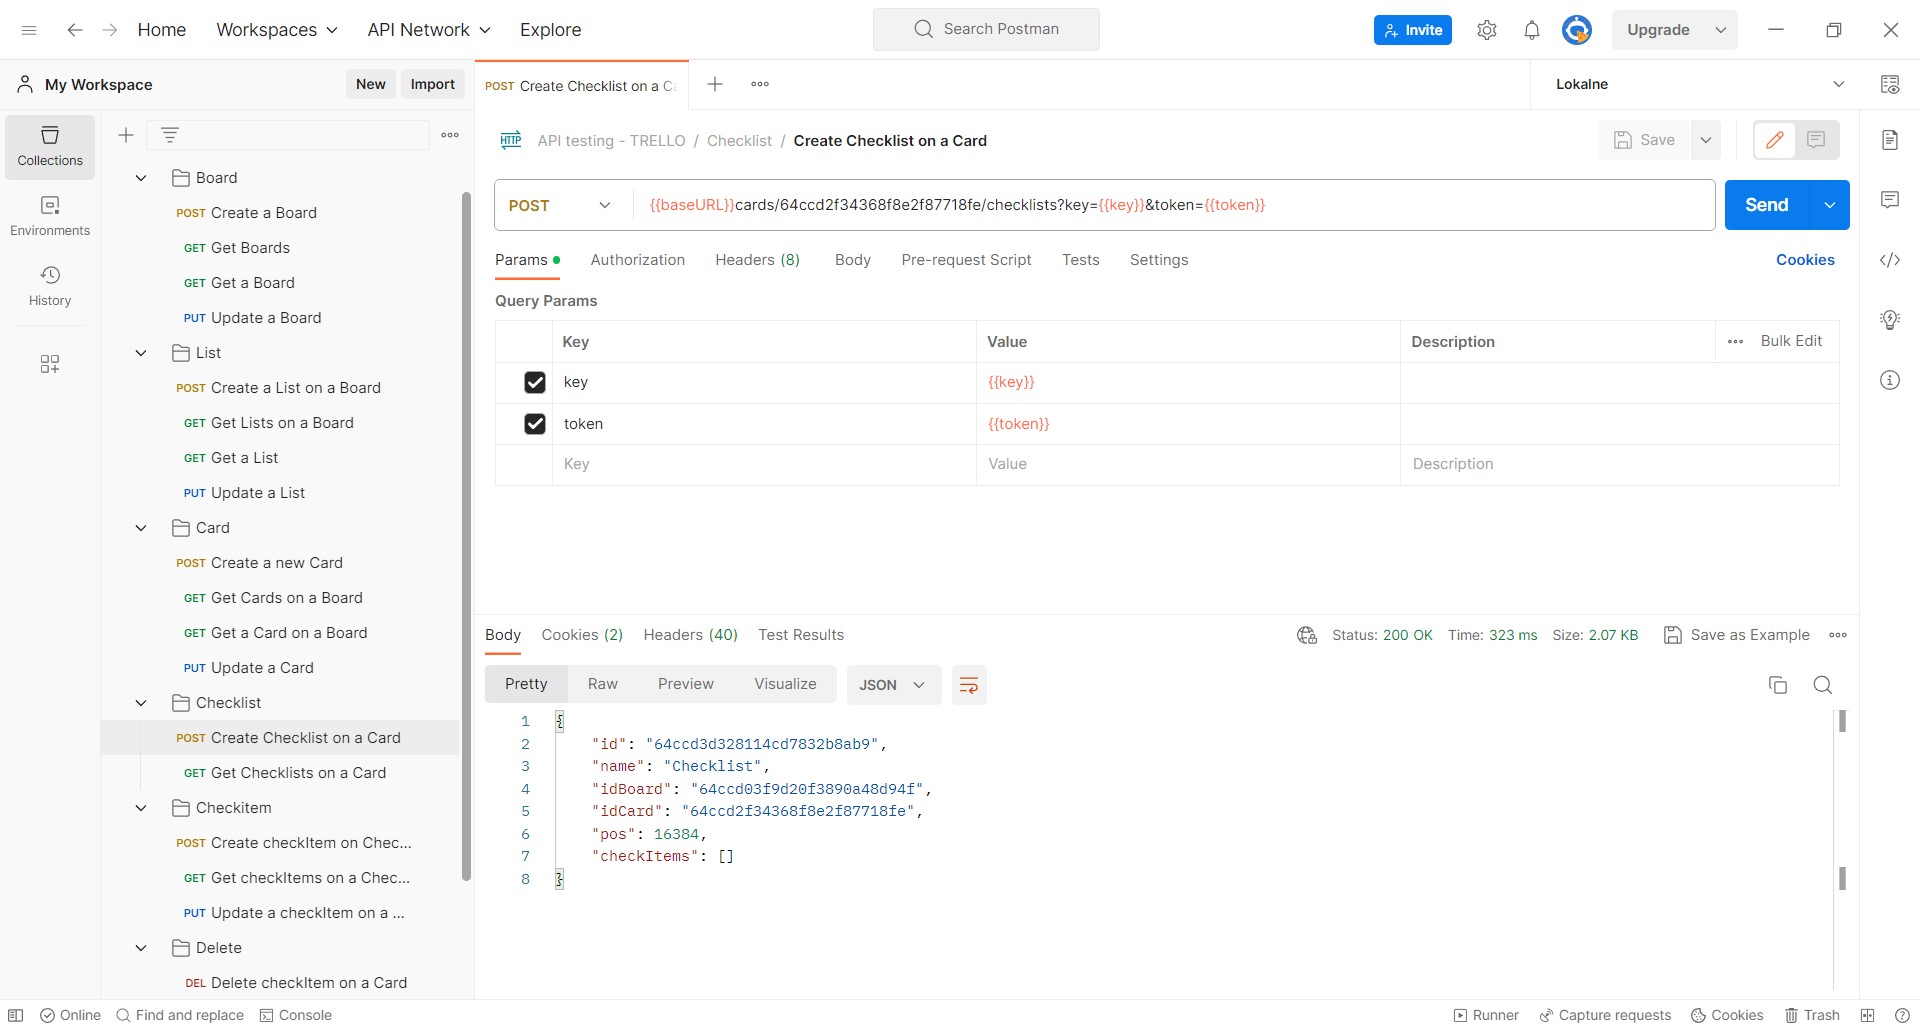 Home Workspaces API Network Explore Search Postman Invite Upgrade
My Workspace New Import
POST Create Checklist on a Ca
Lokalne
Collections
Environments
History
Board
POST Create a Board
GET Get Boards
GET Get a Board
PUT Update a Board
List
POST Create a List on a Board
GET Get Lists on a Board
GET Get a List
PUT Update a List
Card
POST Create a new Card
GET Get Cards on a Board
GET Get a Card on a Board
PUT Update a Card
Checklist
POST Create Checklist on a Card
GET Get Checklists on a Card
Checkitem
POST Create checkItem on Chec...
GET Get checkItems on a Chec...
PUT Update a checkItem on a ...
Delete
DEL Delete checkItem on a Card
HTTP API testing - TRELLO / Checklist / Create Checklist on a Card Save
POST {{baseURL}}cards/64ccd2f34368f8e2f87718fe/checklists?key={{key}}&token={{token}} Send
Params Authorization Headers (8) Body Pre-request Script Tests Settings Cookies
Query Params
Key Value Description Bulk Edit
key {{key}}
token {{token}}
Key Value Description
Body Cookies (2) Headers (40) Test Results Status: 200 OK Time: 323 ms Size: 2.07 KB Save as Example
Pretty Raw Preview Visualize JSON
1 {
2 "id": "64ccd3d328114cd7832b8ab9",
3 "name": "Checklist",
4 "idBoard": "64ccd03f9d20f3890a48d94f",
5 "idCard": "64ccd2f34368f8e2f87718fe",
6 "pos": 16384,
7 "checkItems": []
8 }
Online Find and replace Console Runner Capture requests Cookies Trash